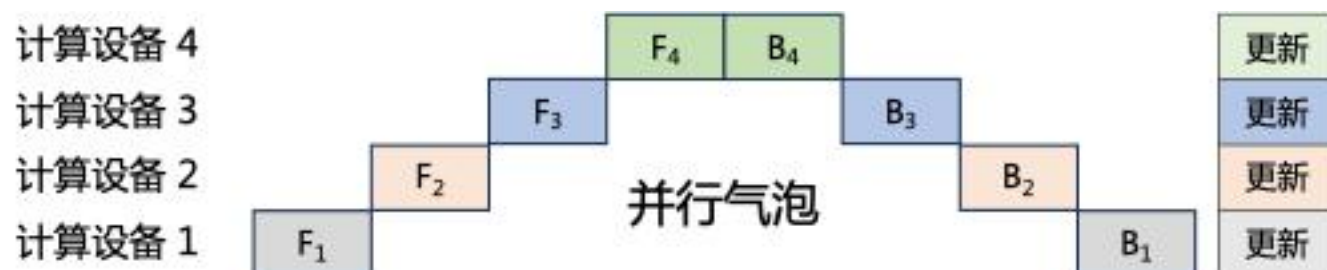 计算设备 4 F₄ B₄ 更新
计算设备 3 F₃ B₃ 更新
计算设备 2 F₂ 并行气泡 B₂ 更新
计算设备 1 F₁ B₁ 更新